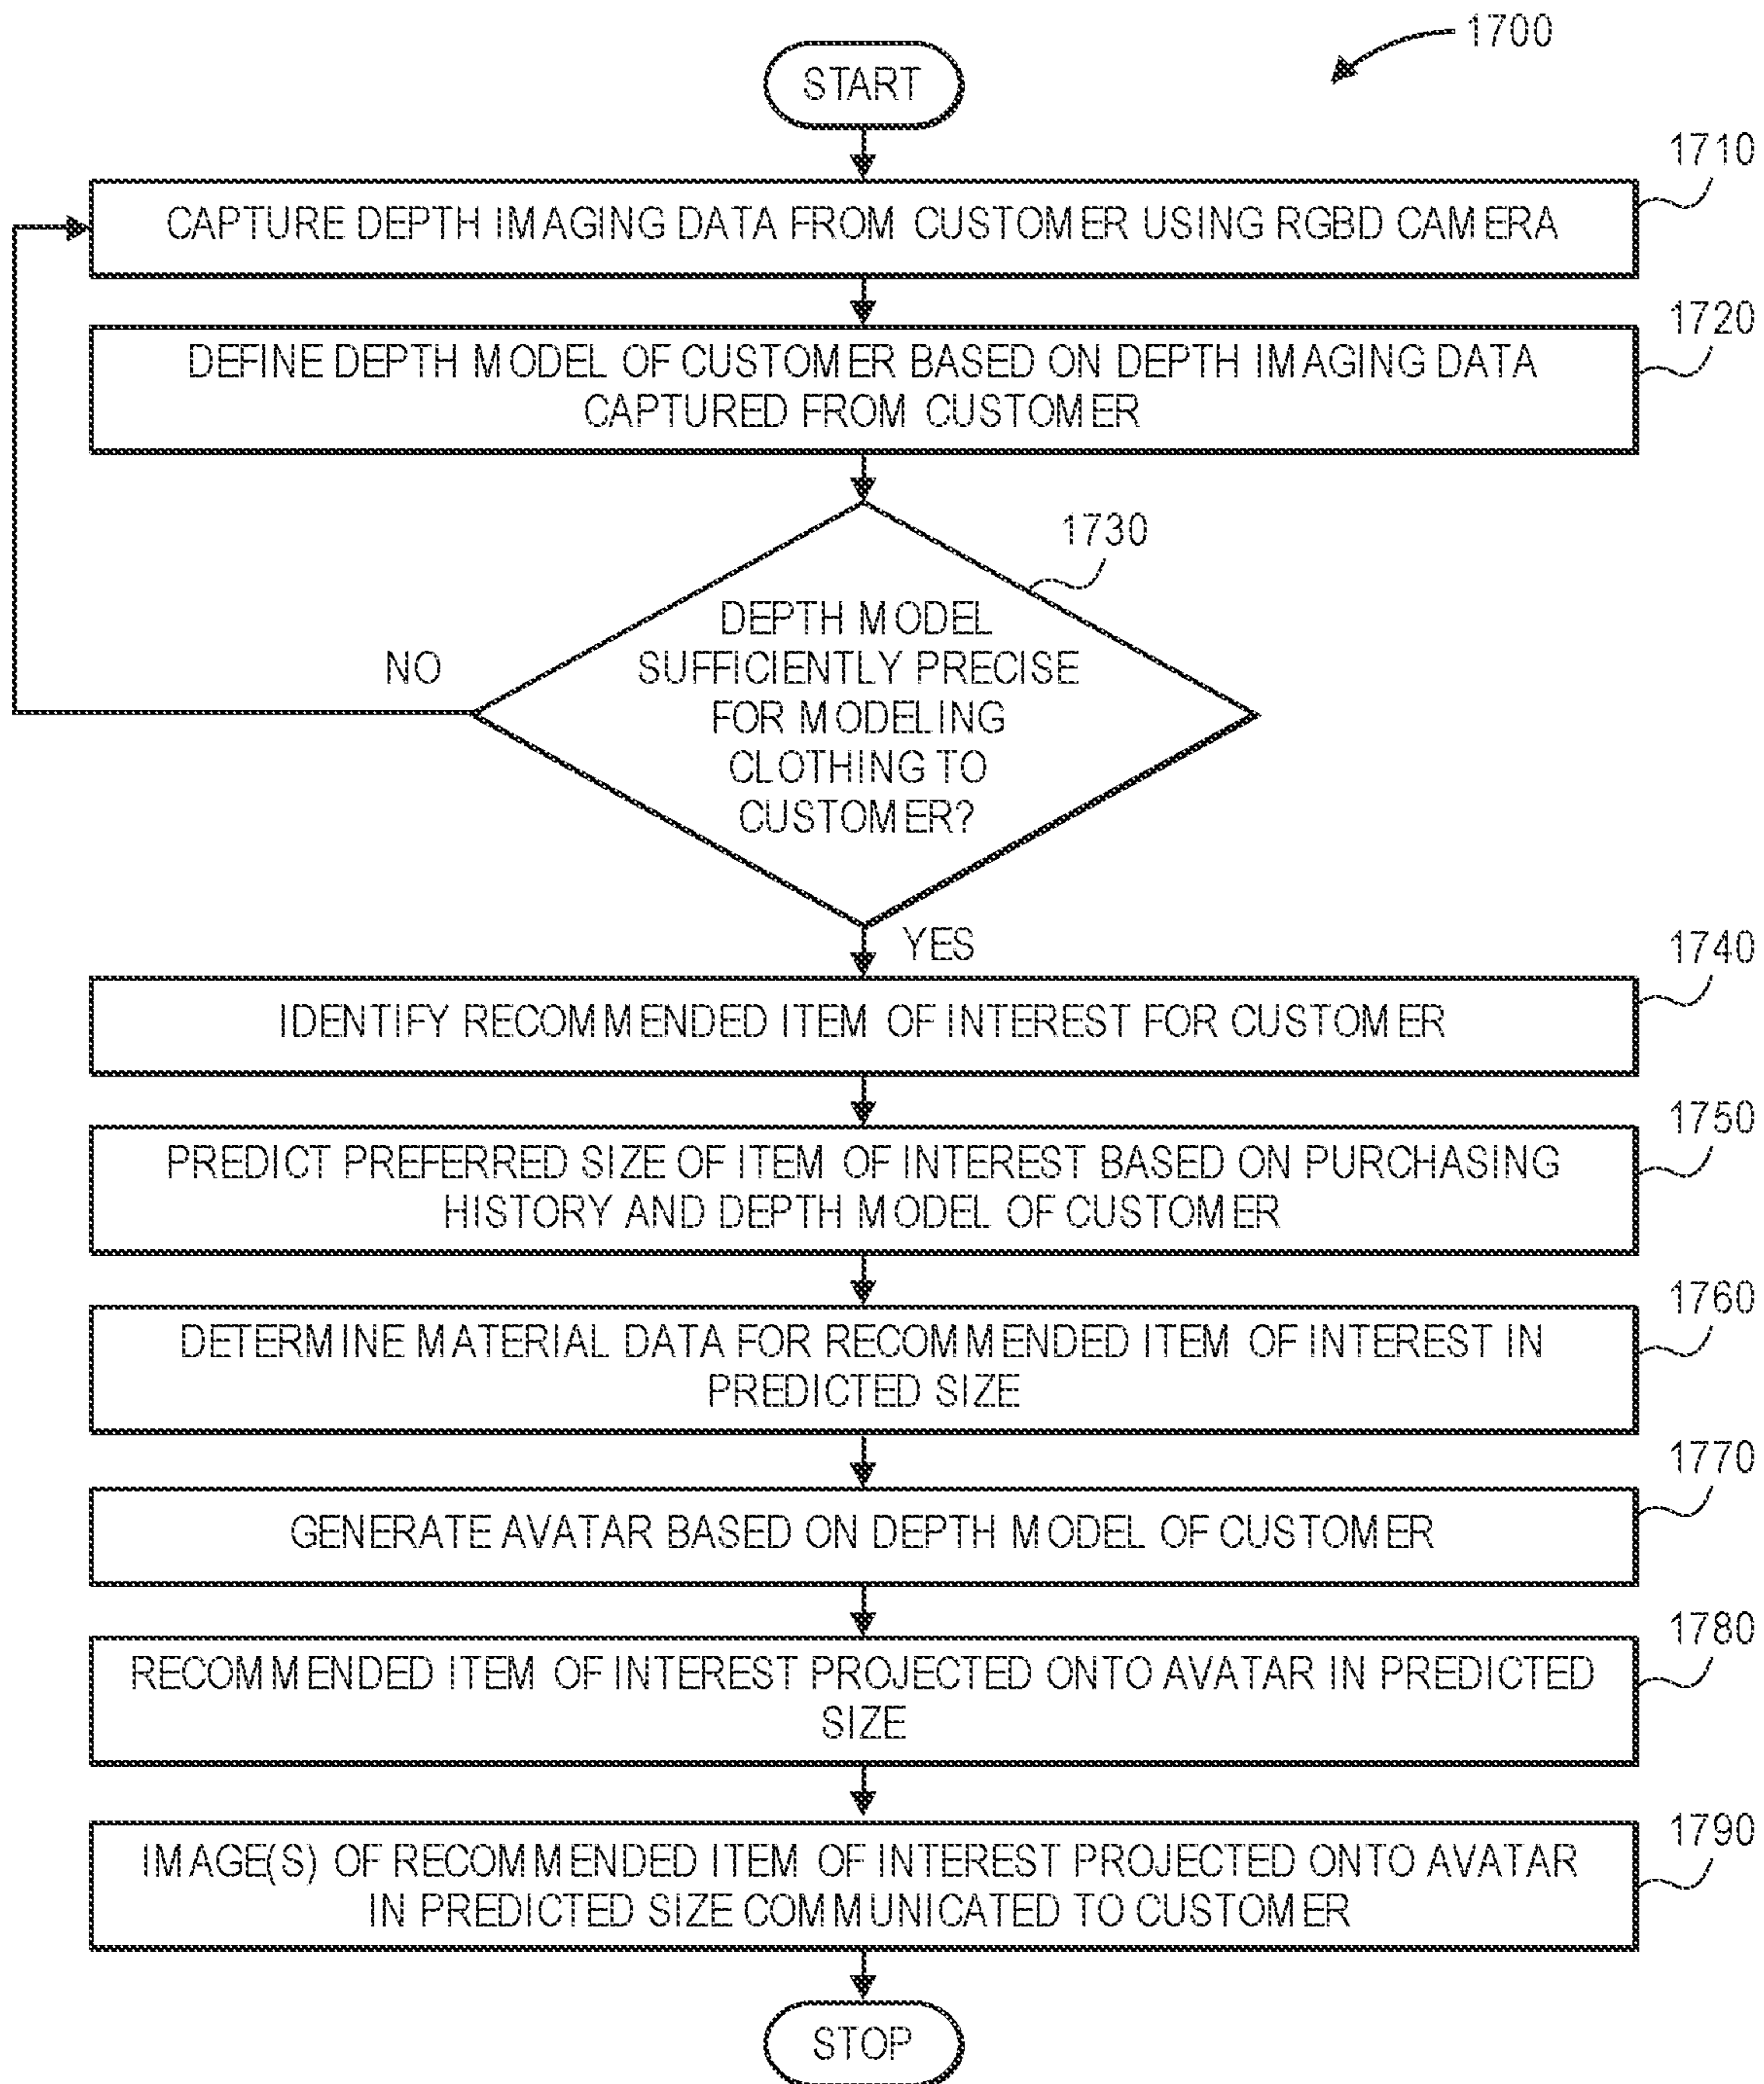 1700
START
1710
CAPTURE DEPTH IMAGING DATA FROM CUSTOMER USING RGBD CAMERA
1720
DEFINE DEPTH MODEL OF CUSTOMER BASED ON DEPTH IMAGING DATA
CAPTURED FROM CUSTOMER
1730
DEPTH MODEL
SUFFICIENTLY PRECISE
FOR MODELING
CLOTHING TO
CUSTOMER?
NO
YES
1740
IDENTIFY RECOMMENDED ITEM OF INTEREST FOR CUSTOMER
1750
PREDICT PREFERRED SIZE OF ITEM OF INTEREST BASED ON PURCHASING
HISTORY AND DEPTH MODEL OF CUSTOMER
1760
DETERMINE MATERIAL DATA FOR RECOMMENDED ITEM OF INTEREST IN
PREDICTED SIZE
1770
GENERATE AVATAR BASED ON DEPTH MODEL OF CUSTOMER
1780
RECOMMENDED ITEM OF INTEREST PROJECTED ONTO AVATAR IN PREDICTED
SIZE
1790
IMAGE(S) OF RECOMMENDED ITEM OF INTEREST PROJECTED ONTO AVATAR
IN PREDICTED SIZE COMMUNICATED TO CUSTOMER
STOP